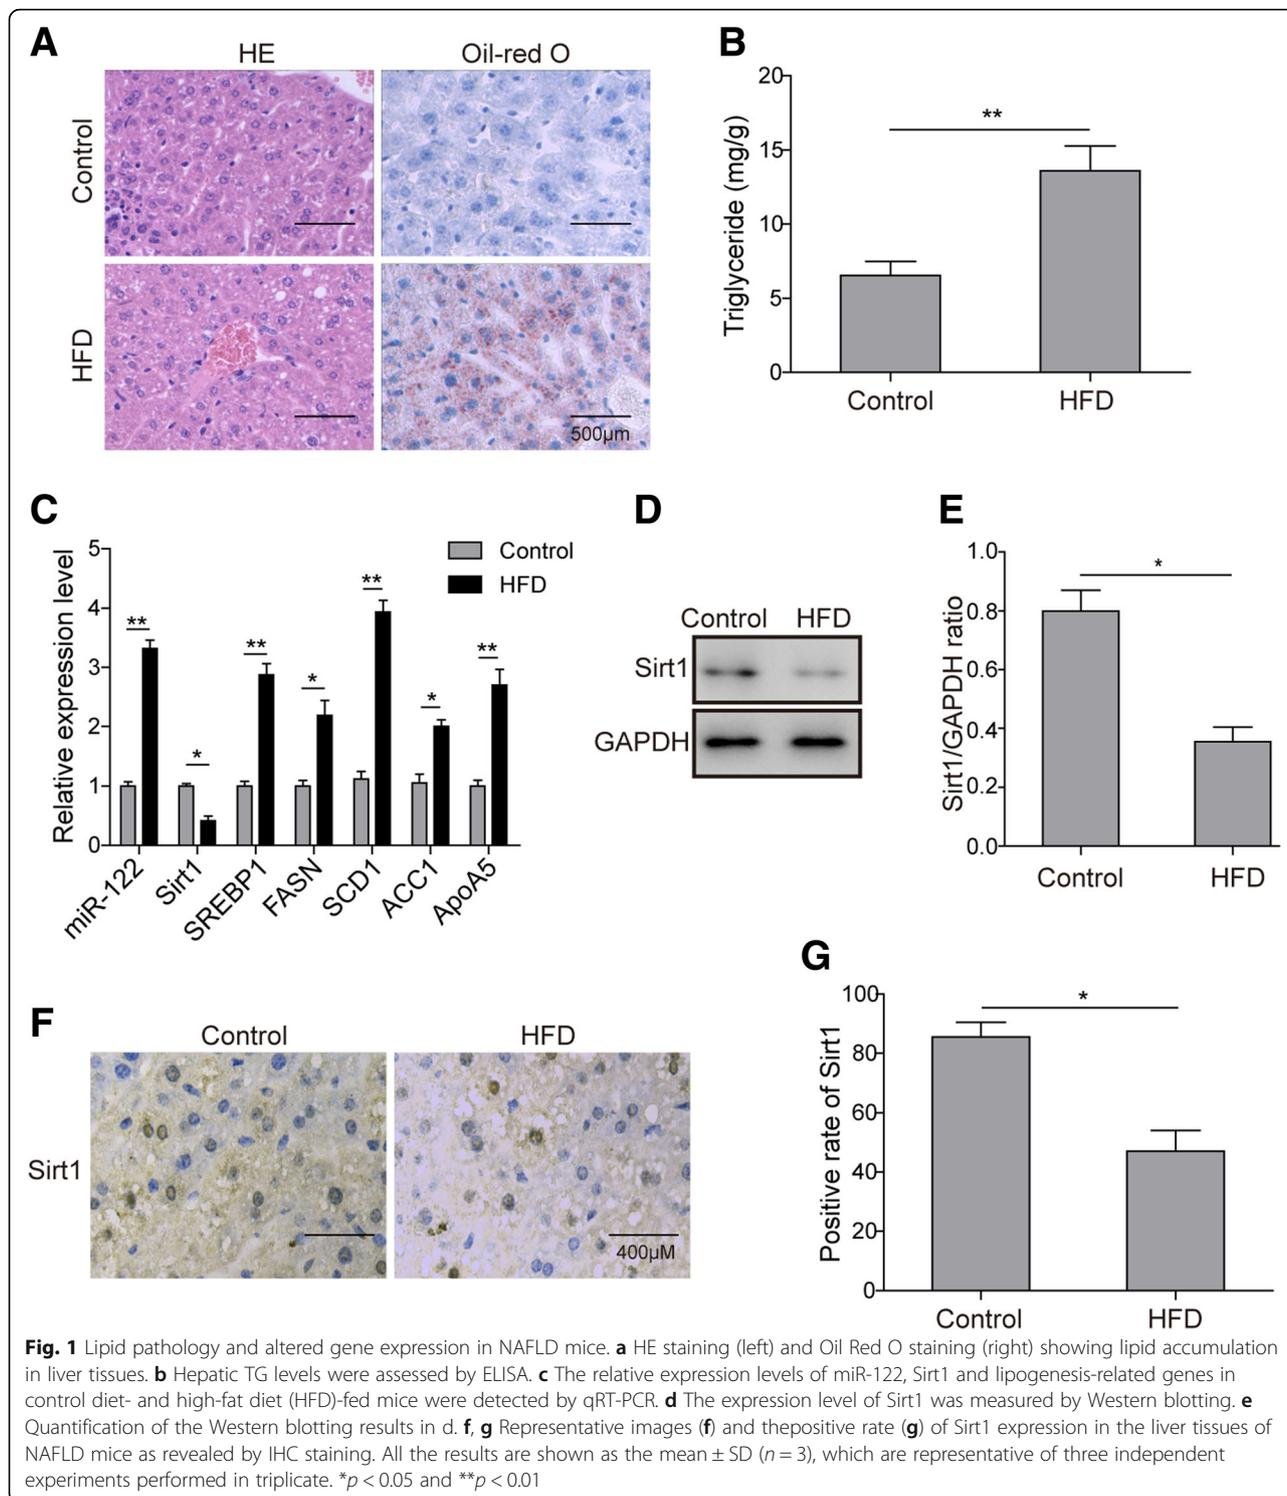 A
HE
Oil-red O
Control
HFD
500μm
B
Triglyceride (mg/g)
20
15
10
5
0
**
Control
HFD
C
Relative expression level
5
4
3
2
1
0
Control
HFD
**
*
**
*
**
*
**
miR-122
Sirt1
SREBP1
FASN
SCD1
ACC1
ApoA5
D
Control
HFD
Sirt1
GAPDH
E
Sirt1/GAPDH ratio
1.0
0.8
0.6
0.4
0.2
0.0
*
Control
HFD
F
Control
HFD
Sirt1
400μM
G
Positive rate of Sirt1
100
80
60
40
20
0
*
Control
HFD
Fig. 1 Lipid pathology and altered gene expression in NAFLD mice. a HE staining (left) and Oil Red O staining (right) showing lipid accumulation
in liver tissues. b Hepatic TG levels were assessed by ELISA. c The relative expression levels of miR-122, Sirt1 and lipogenesis-related genes in
control diet- and high-fat diet (HFD)-fed mice were detected by qRT-PCR. d The expression level of Sirt1 was measured by Western blotting. e
Quantification of the Western blotting results in d. f, g Representative images (f) and thepositive rate (g) of Sirt1 expression in the liver tissues of
NAFLD mice as revealed by IHC staining. All the results are shown as the mean ± SD (n = 3), which are representative of three independent
experiments performed in triplicate. *p < 0.05 and **p < 0.01